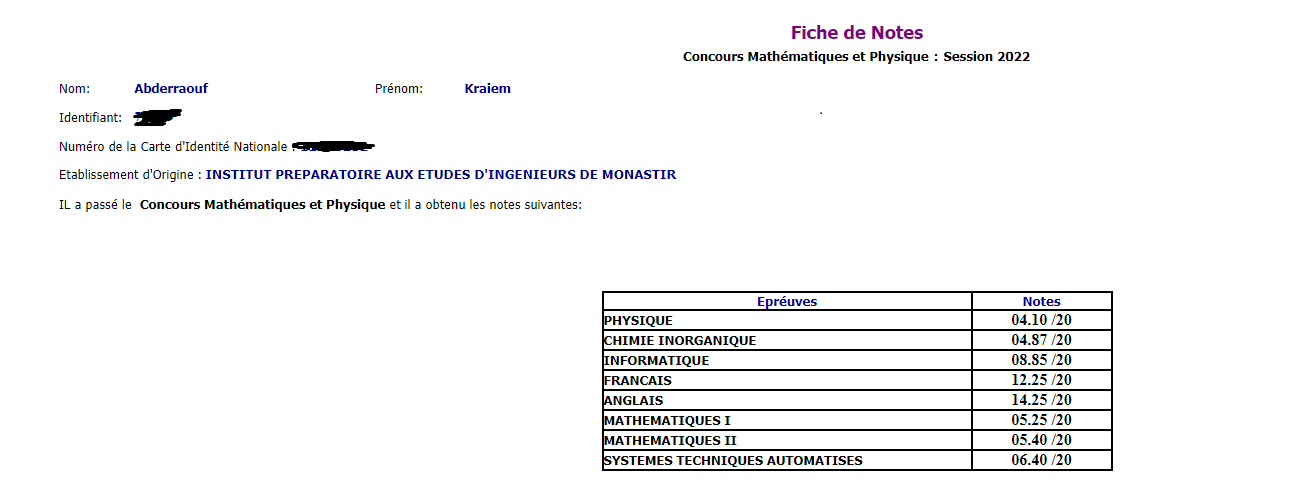 Fiche de Notes
Concours Mathématiques et Physique : Session 2022
Nom: Abderraouf Prénom: Kraiem
Identifiant:
Numéro de la Carte d'Identité Nationale :
Etablissement d'Origine : INSTITUT PREPARATOIRE AUX ETUDES D'INGENIEURS DE MONASTIR
IL a passé le Concours Mathématiques et Physique et il a obtenu les notes suivantes:
Epréuves Notes
PHYSIQUE 04.10 /20
CHIMIE INORGANIQUE 04.87 /20
INFORMATIQUE 08.85 /20
FRANCAIS 12.25 /20
ANGLAIS 14.25 /20
MATHEMATIQUES I 05.25 /20
MATHEMATIQUES II 05.40 /20
SYSTEMES TECHNIQUES AUTOMATISES 06.40 /20